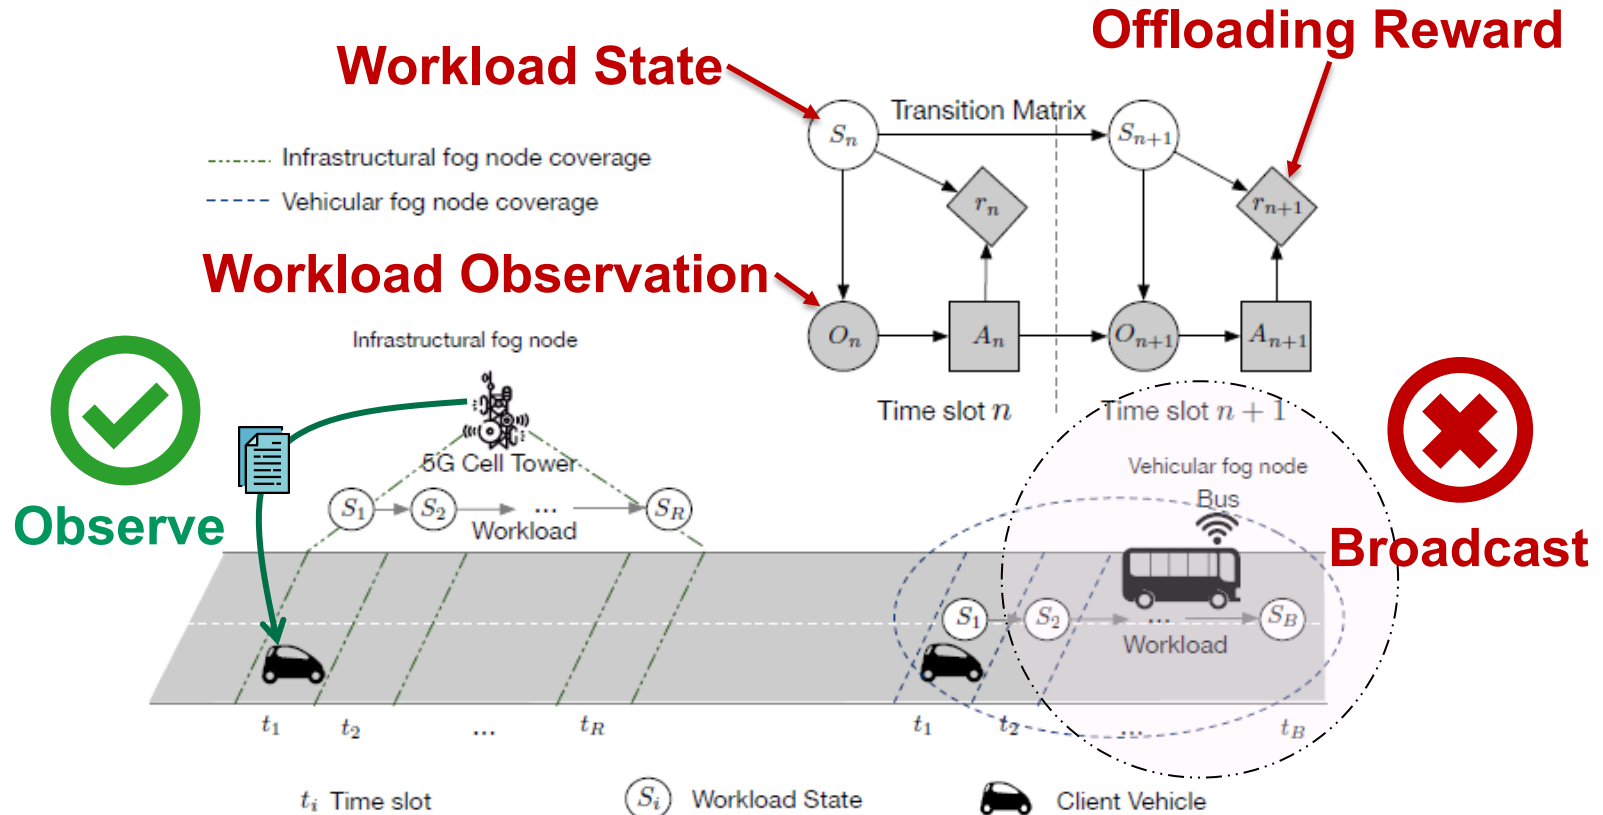 Offloading Reward
Workload State
Transition Matrix
Sₙ
Sₙ₊₁
Infrastructural fog node coverage
Vehicular fog node coverage
rₙ
rₙ₊₁
Workload Observation
Oₙ
Aₙ
Oₙ₊₁
Aₙ₊₁
Infrastructural fog node
Time slot n
Time slot n + 1
5G Cell Tower
Vehicular fog node
Bus
Observe
S₁
S₂
...
S_R
Workload
Broadcast
S₁
S₂
...
S_B
Workload
t₁
t₂
...
t_R
t₁
t₂
...
t_B
tᵢ Time slot
Sᵢ Workload State
Client Vehicle